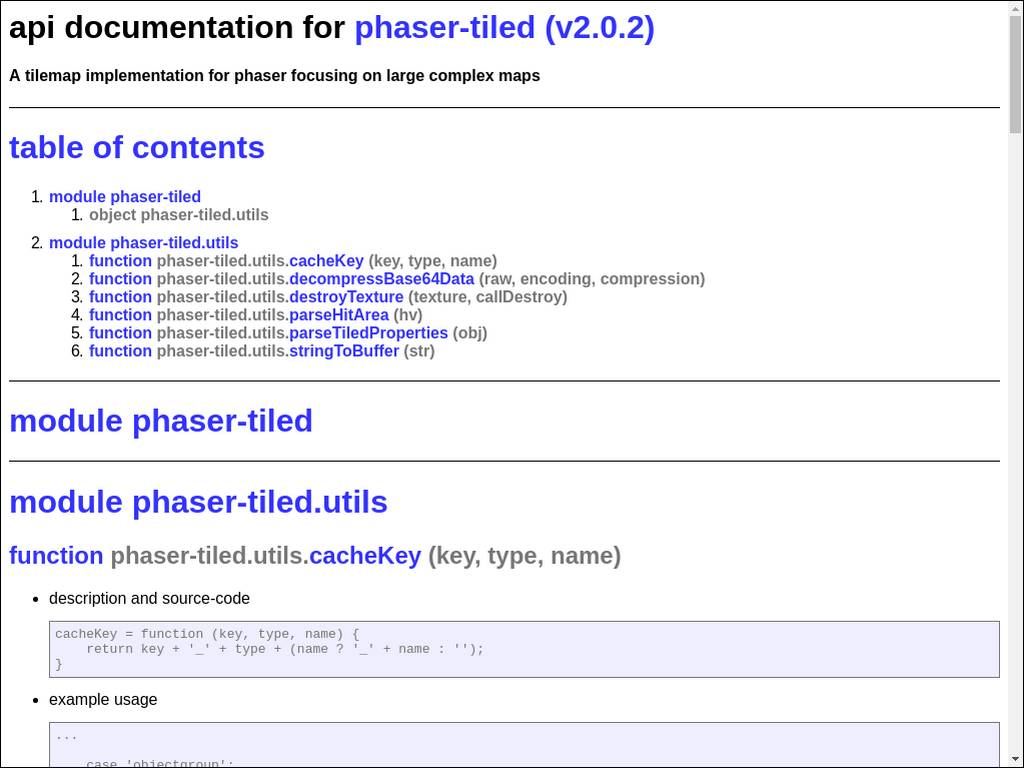 api documentation for phaser-tiled (v2.0.2)
A tilemap implementation for phaser focusing on large complex maps
table of contents
1. module phaser-tiled
1. object phaser-tiled.utils
2. module phaser-tiled.utils
1. function phaser-tiled.utils.cacheKey (key, type, name)
2. function phaser-tiled.utils.decompressBase64Data (raw, encoding, compression)
3. function phaser-tiled.utils.destroyTexture (texture, callDestroy)
4. function phaser-tiled.utils.parseHitArea (hv)
5. function phaser-tiled.utils.parseTiledProperties (obj)
6. function phaser-tiled.utils.stringToBuffer (str)
module phaser-tiled
module phaser-tiled.utils
function phaser-tiled.utils.cacheKey (key, type, name)
• description and source-code
cacheKey = function (key, type, name) {
    return key + '_' + type + (name ? '_' + name : '');
}
• example usage
...
    case 'objectgroup':